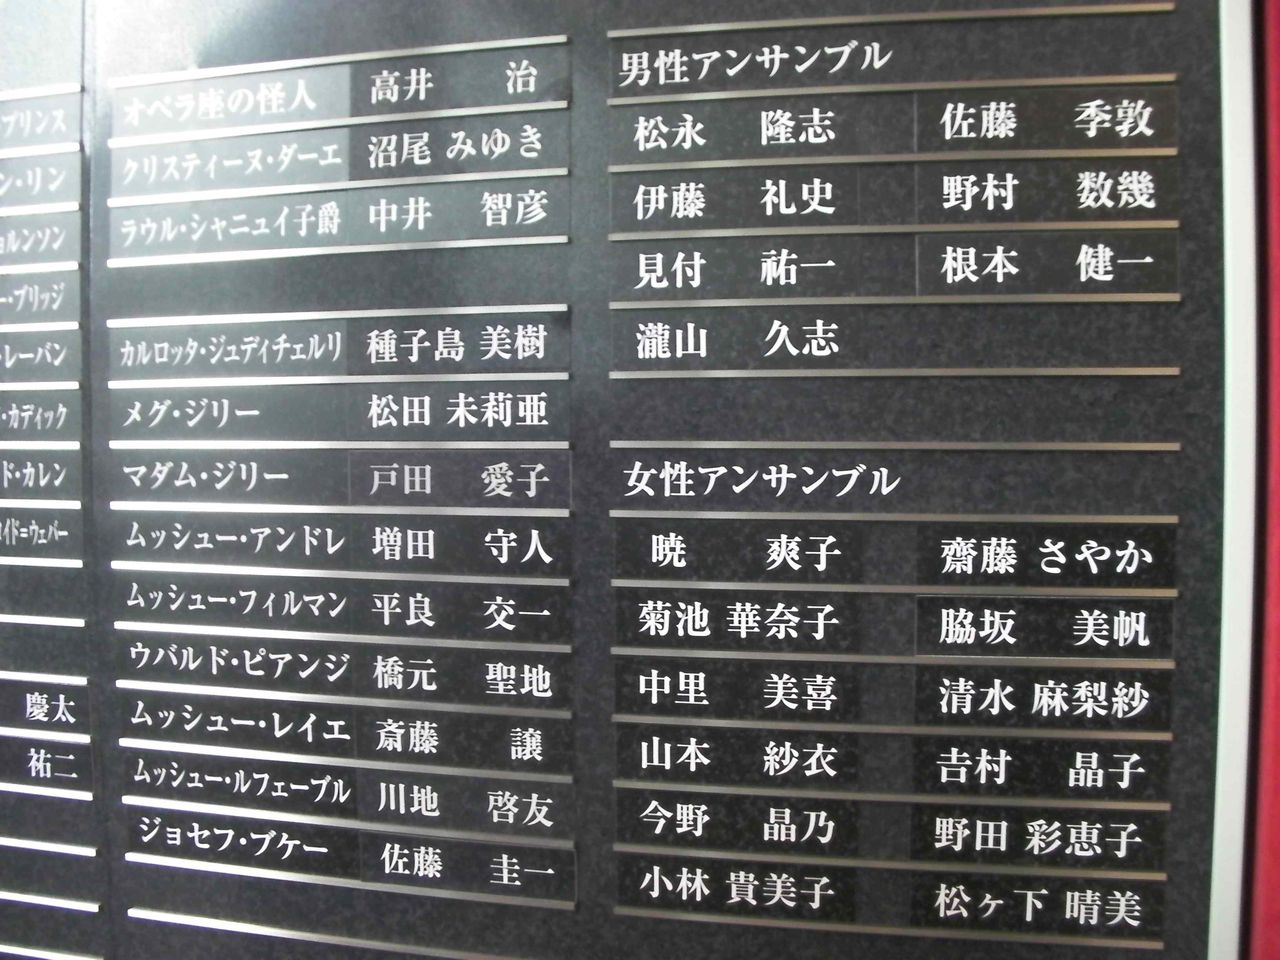 プリンス
ン・リン
ョルンソン
ー・ブリッジ
・レーバン
・カディック
ド・カレン
ロイド=ウェバー
慶太
祐二
オペラ座の怪人 高井 治
クリスティーヌ・ダーエ 沼尾 みゆき
ラウル・シャニュイ子爵 中井 智彦
カルロッタ・ジュディチェルリ 種子島 美樹
メグ・ジリー 松田 未莉亜
マダム・ジリー 戸田 愛子
ムッシュー・アンドレ 増田 守人
ムッシュー・フィルマン 平良 交一
ウバルド・ピアンジ 橋元 聖地
ムッシュー・レイエ 斎藤 譲
ムッシュー・ルフェーブル 川地 啓友
ジョセフ・ブケー 佐藤 圭一
男性アンサンブル
松永 隆志 佐藤 季敦
伊藤 礼史 野村 数幾
見付 祐一 根本 健一
瀧山 久志
女性アンサンブル
暁 爽子 齋藤 さやか
菊池 華奈子 脇坂 美帆
中里 美喜 清水 麻梨紗
山本 紗衣 吉村 晶子
今野 晶乃 野田 彩恵子
小林 貴美子 松ヶ下 晴美